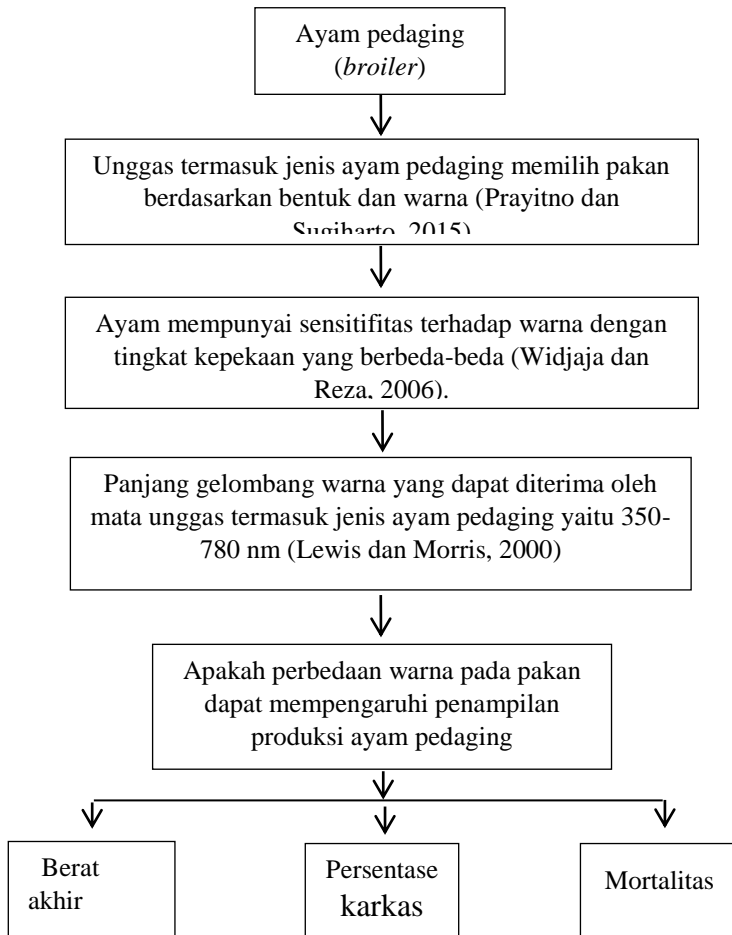 Ayam pedaging
(broiler)
Unggas termasuk jenis ayam pedaging memilih pakan
berdasarkan bentuk dan warna (Prayitno dan
Sugiharto, 2015)
Ayam mempunyai sensitifitas terhadap warna dengan
tingkat kepekaan yang berbeda-beda (Widjaja dan
Reza, 2006).
Panjang gelombang warna yang dapat diterima oleh
mata unggas termasuk jenis ayam pedaging yaitu 350-
780 nm (Lewis dan Morris, 2000)
Apakah perbedaan warna pada pakan
dapat mempengaruhi penampilan
produksi ayam pedaging
Berat
akhir
Persentase
karkas
Mortalitas